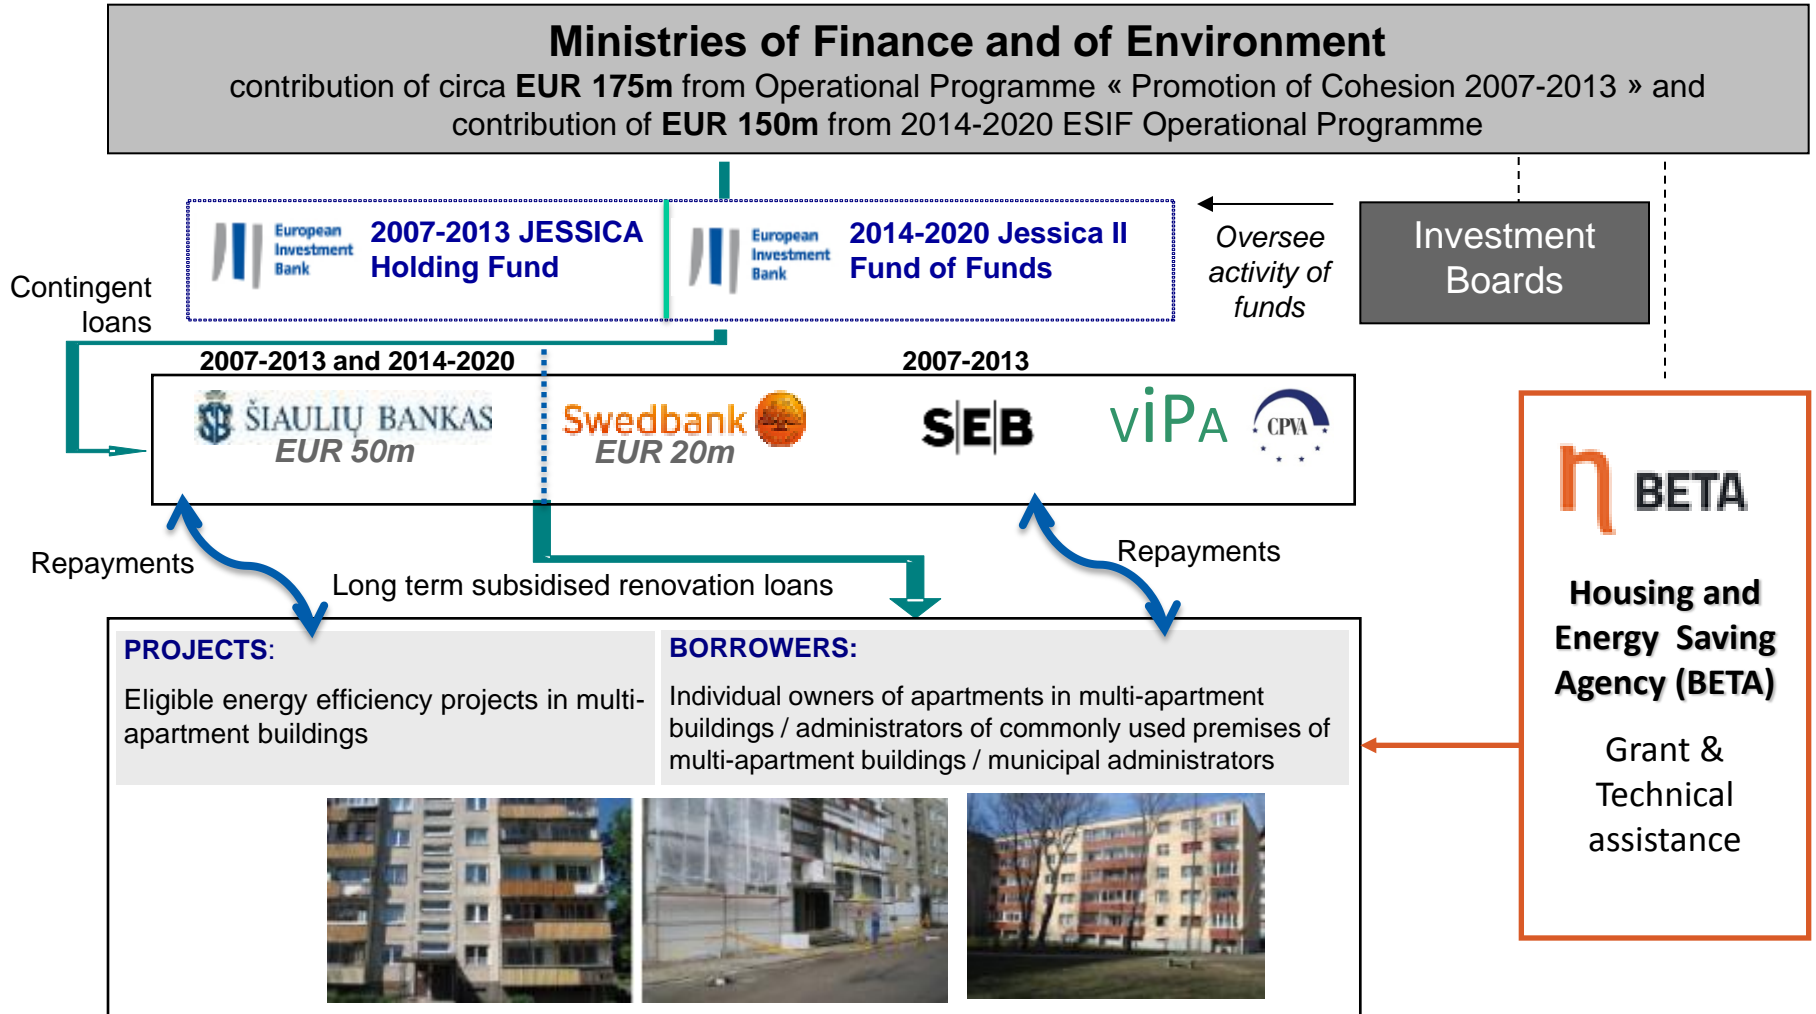 Ministries of Finance and of Environment
contribution of circa EUR 175m from Operational Programme « Promotion of Cohesion 2007-2013 » and
contribution of EUR 150m from 2014-2020 ESIF Operational Programme
European
Investment
Bank
2007-2013 JESSICA
Holding Fund
European
Investment
Bank
2014-2020 Jessica II
Fund of Funds
Oversee
activity of
funds
Investment
Boards
Contingent
loans
2007-2013 and 2014-2020
2007-2013
ŠIAULIŲ BANKAS
EUR 50m
Swedbank
EUR 20m
SEB
ViPA
CPVA
Repayments
Long term subsidised renovation loans
Repayments
PROJECTS:
Eligible energy efficiency projects in multi-
apartment buildings
BORROWERS:
Individual owners of apartments in multi-apartment
buildings / administrators of commonly used premises of
multi-apartment buildings / municipal administrators
η BETA
Housing and
Energy Saving
Agency (BETA)
Grant &
Technical
assistance